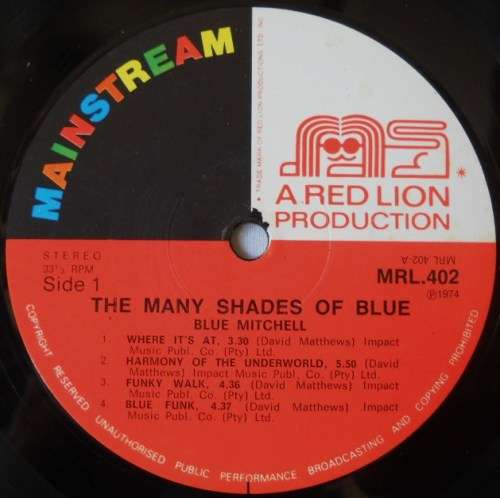 MAINSTREAM
• TRADE MARK OF RED LION PRODUCTIONS LTD. INC
A RED LION
PRODUCTION
STEREO
33⅓ RPM
Side 1
MRL 402-A
MRL.402
℗1974
THE MANY SHADES OF BLUE
BLUE MITCHELL
1. WHERE IT'S AT, 3.30 (David Matthews) Impact
Music Publ. Co. (Pty) Ltd.
2. HARMONY OF THE UNDERWORLD, 5.50 (David
Matthews) Impact Music Publ. Co. (Pty) Ltd.
3. FUNKY WALK, 4.36 (David Matthews) Impact
Music Publ. Co. (Pty) Ltd.
4. BLUE FUNK, 4.37 (David Matthews) Impact
Music Publ. Co. (Pty) Ltd.
COPYRIGHT RESERVED. UNAUTHORISED PUBLIC PERFORMANCE BROADCASTING AND COPYING PROHIBITED